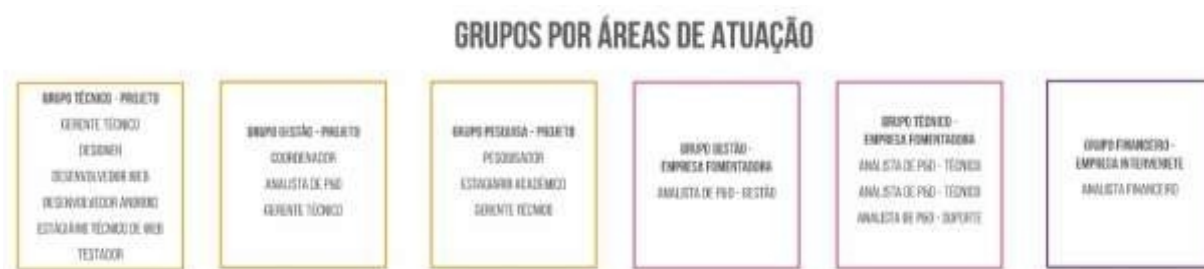 GRUPOS POR ÁREAS DE ATUAÇÃO
GRUPO TÉCNICO - PROJETO
GERENTE TÉCNICO
DESIGNER
DESENVOLVEDOR WEB
DESENVOLVEDOR ANDROID
ESTAGIÁRIO TÉCNICO DE WEB
TESTADOR
GRUPO GESTÃO - PROJETO
COORDENADOR
ANALISTA DE P&D
GERENTE TÉCNICO
GRUPO PESQUISA - PROJETO
PESQUISADOR
ESTAGIÁRIO ACADÊMICO
GERENTE TÉCNICO
GRUPO GESTÃO -
EMPRESA FOMENTADORA
ANALISTA DE P&D - GESTÃO
GRUPO TÉCNICO -
EMPRESA FOMENTADORA
ANALISTA DE P&D - TÉCNICO
ANALISTA DE P&D - TÉCNICO
ANALISTA DE P&D - SUPORTE
GRUPO FINANCEIRO -
EMPRESA INTERVENIETE
ANALISTA FINANCEIRO